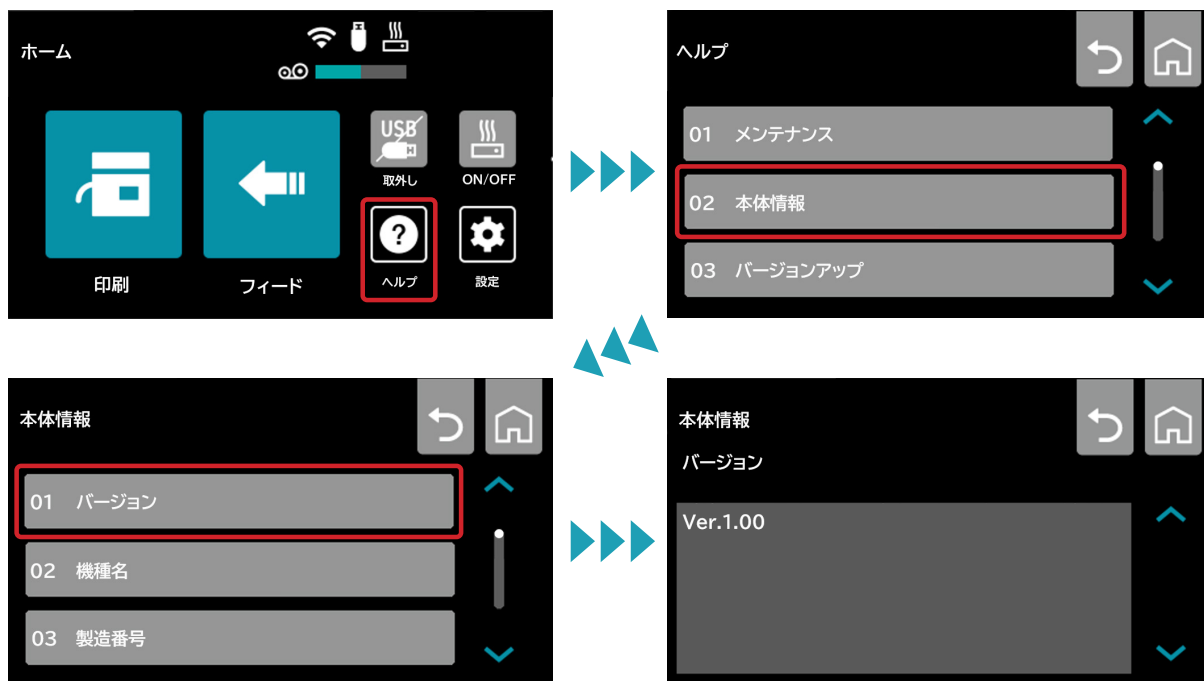 ホーム
USB
取外し
ON/OFF
印刷
フィード
ヘルプ
設定
ヘルプ
01 メンテナンス
02 本体情報
03 バージョンアップ
本体情報
01 バージョン
02 機種名
03 製造番号
本体情報
バージョン
Ver.1.00